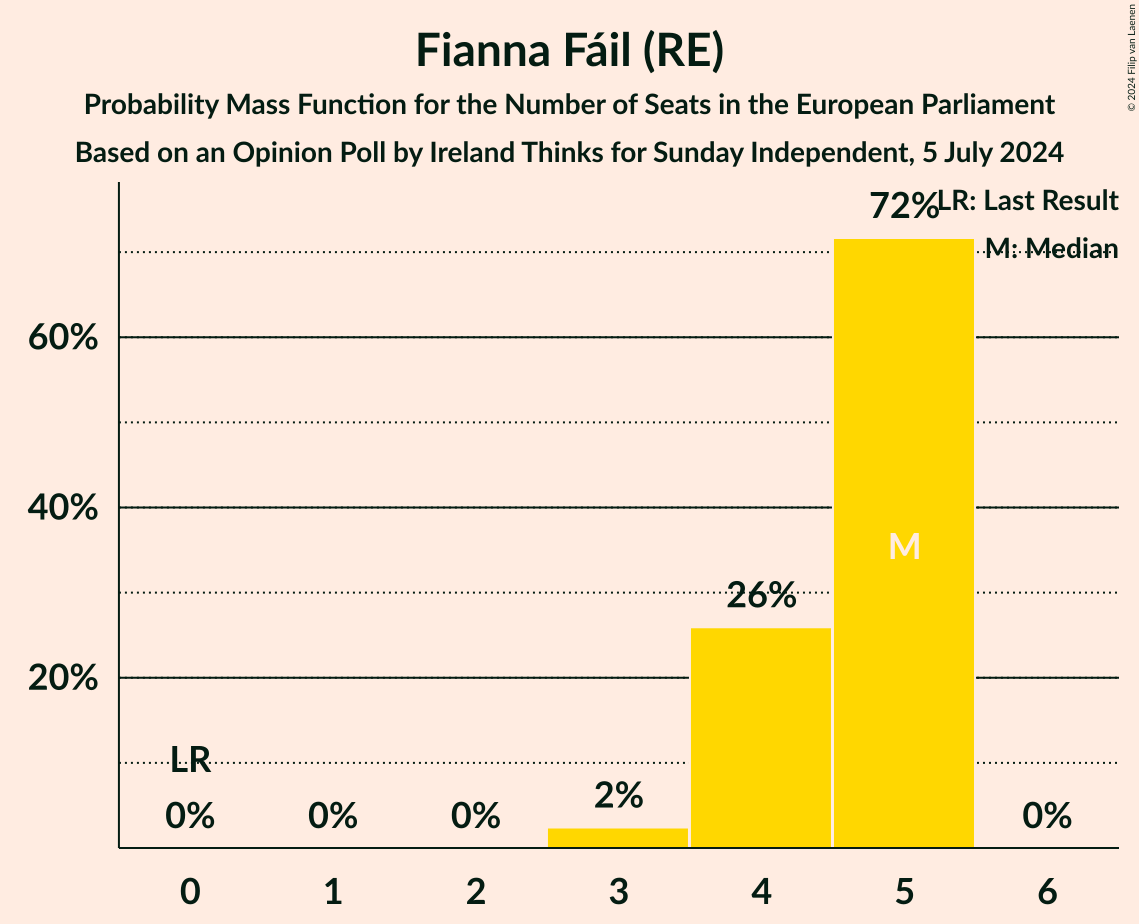 Fianna Fáil (RE)
Probability Mass Function for the Number of Seats in the European Parliament
Based on an Opinion Poll by Ireland Thinks for Sunday Independent, 5 July 2024
© 2024 Filip van Laenen
LR: Last Result
M: Median
72%
60%
40%
M
26%
20%
LR
2%
0% 0% 0% 0%
0 1 2 3 4 5 6